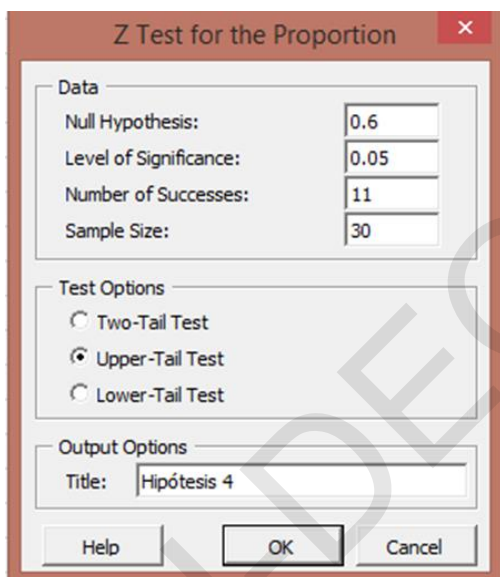 Z Test for the Proportion
×
Data
Null Hypothesis: 0.6
Level of Significance: 0.05
Number of Successes: 11
Sample Size: 30
Test Options
Two-Tail Test
Upper-Tail Test
Lower-Tail Test
Output Options
Title: Hipótesis 4
Help OK Cancel